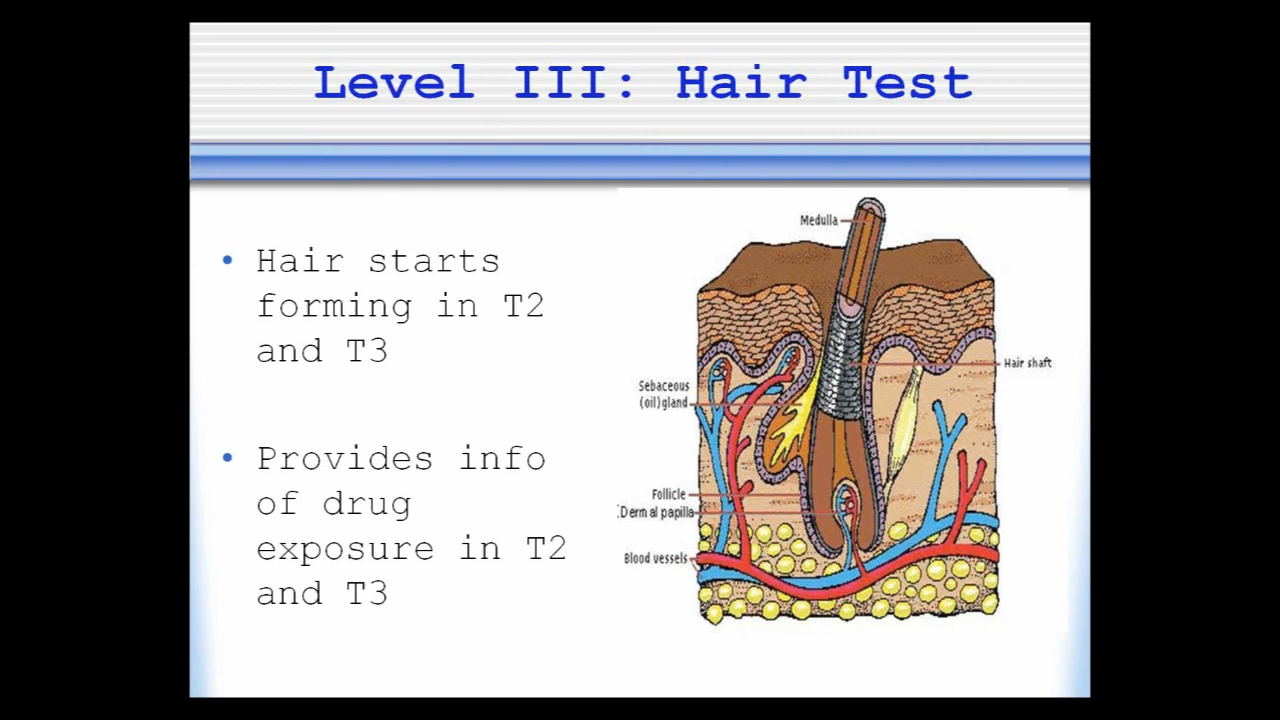 Level III: Hair Test
• Hair starts
forming in T2
and T3
• Provides info
of drug
exposure in T2
and T3
Medulla
Hair shaft
Sebaceous
(oil)gland
Follicle
Dermal papilla
Blood vessels